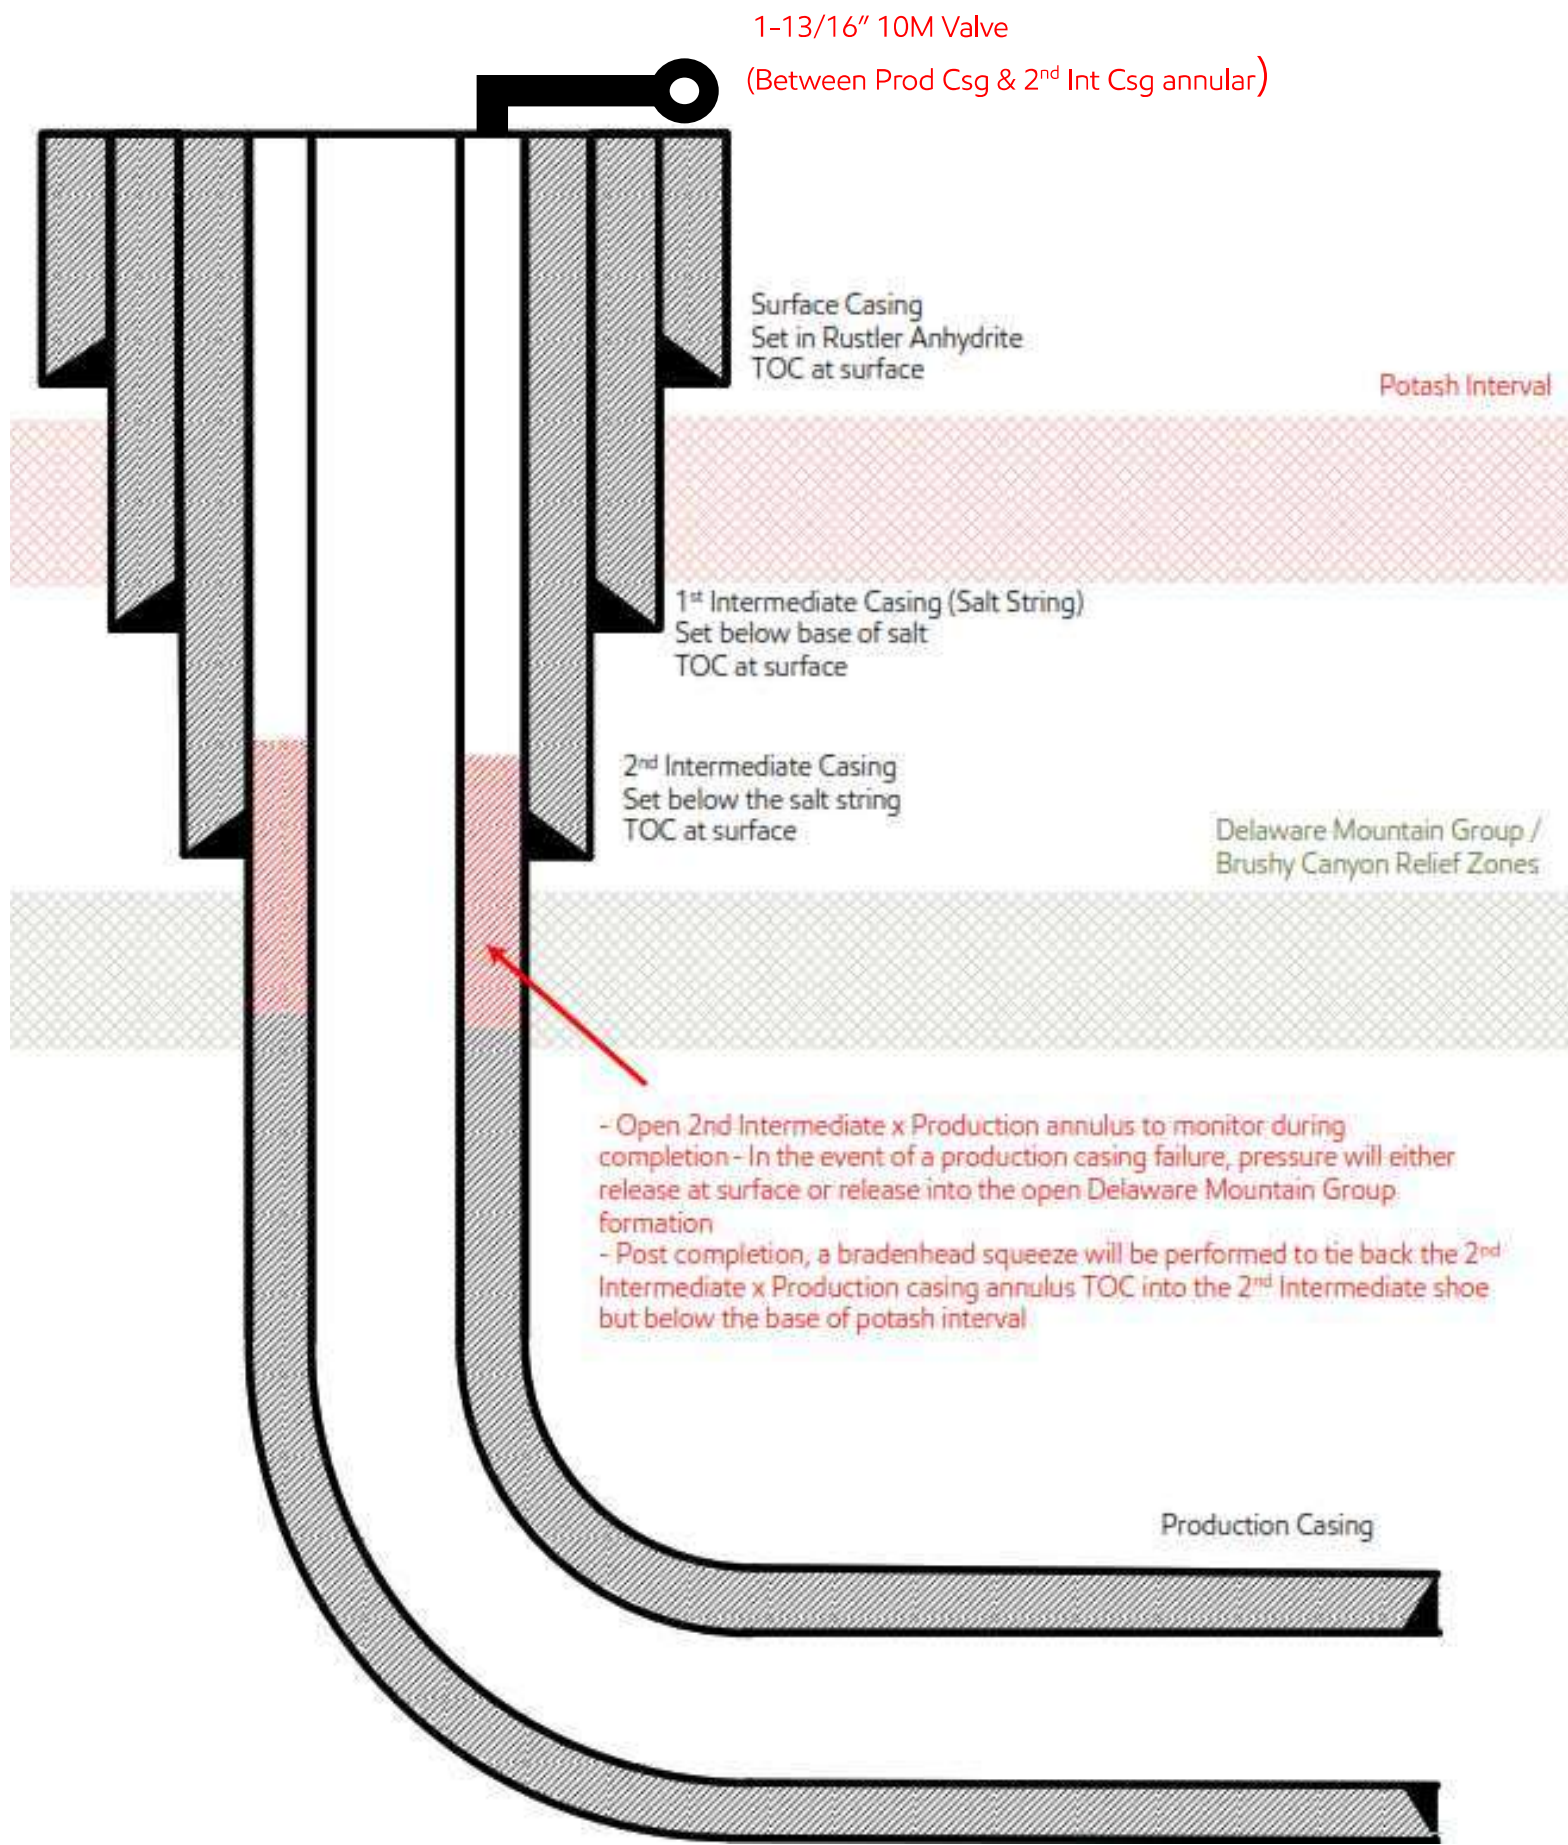 1-13/16” 10M Valve
(Between Prod Csg & 2nd Int Csg annular)
Surface Casing
Set in Rustler Anhydrite
TOC at surface
Potash Interval
1st Intermediate Casing (Salt String)
Set below base of salt
TOC at surface
2nd Intermediate Casing
Set below the salt string
TOC at surface
Delaware Mountain Group /
Brushy Canyon Relief Zones
- Open 2nd Intermediate x Production annulus to monitor during
completion - In the event of a production casing failure, pressure will either
release at surface or release into the open Delaware Mountain Group
formation
- Post completion, a bradenhead squeeze will be performed to tie back the 2nd
Intermediate x Production casing annulus TOC into the 2nd Intermediate shoe
but below the base of potash interval
Production Casing